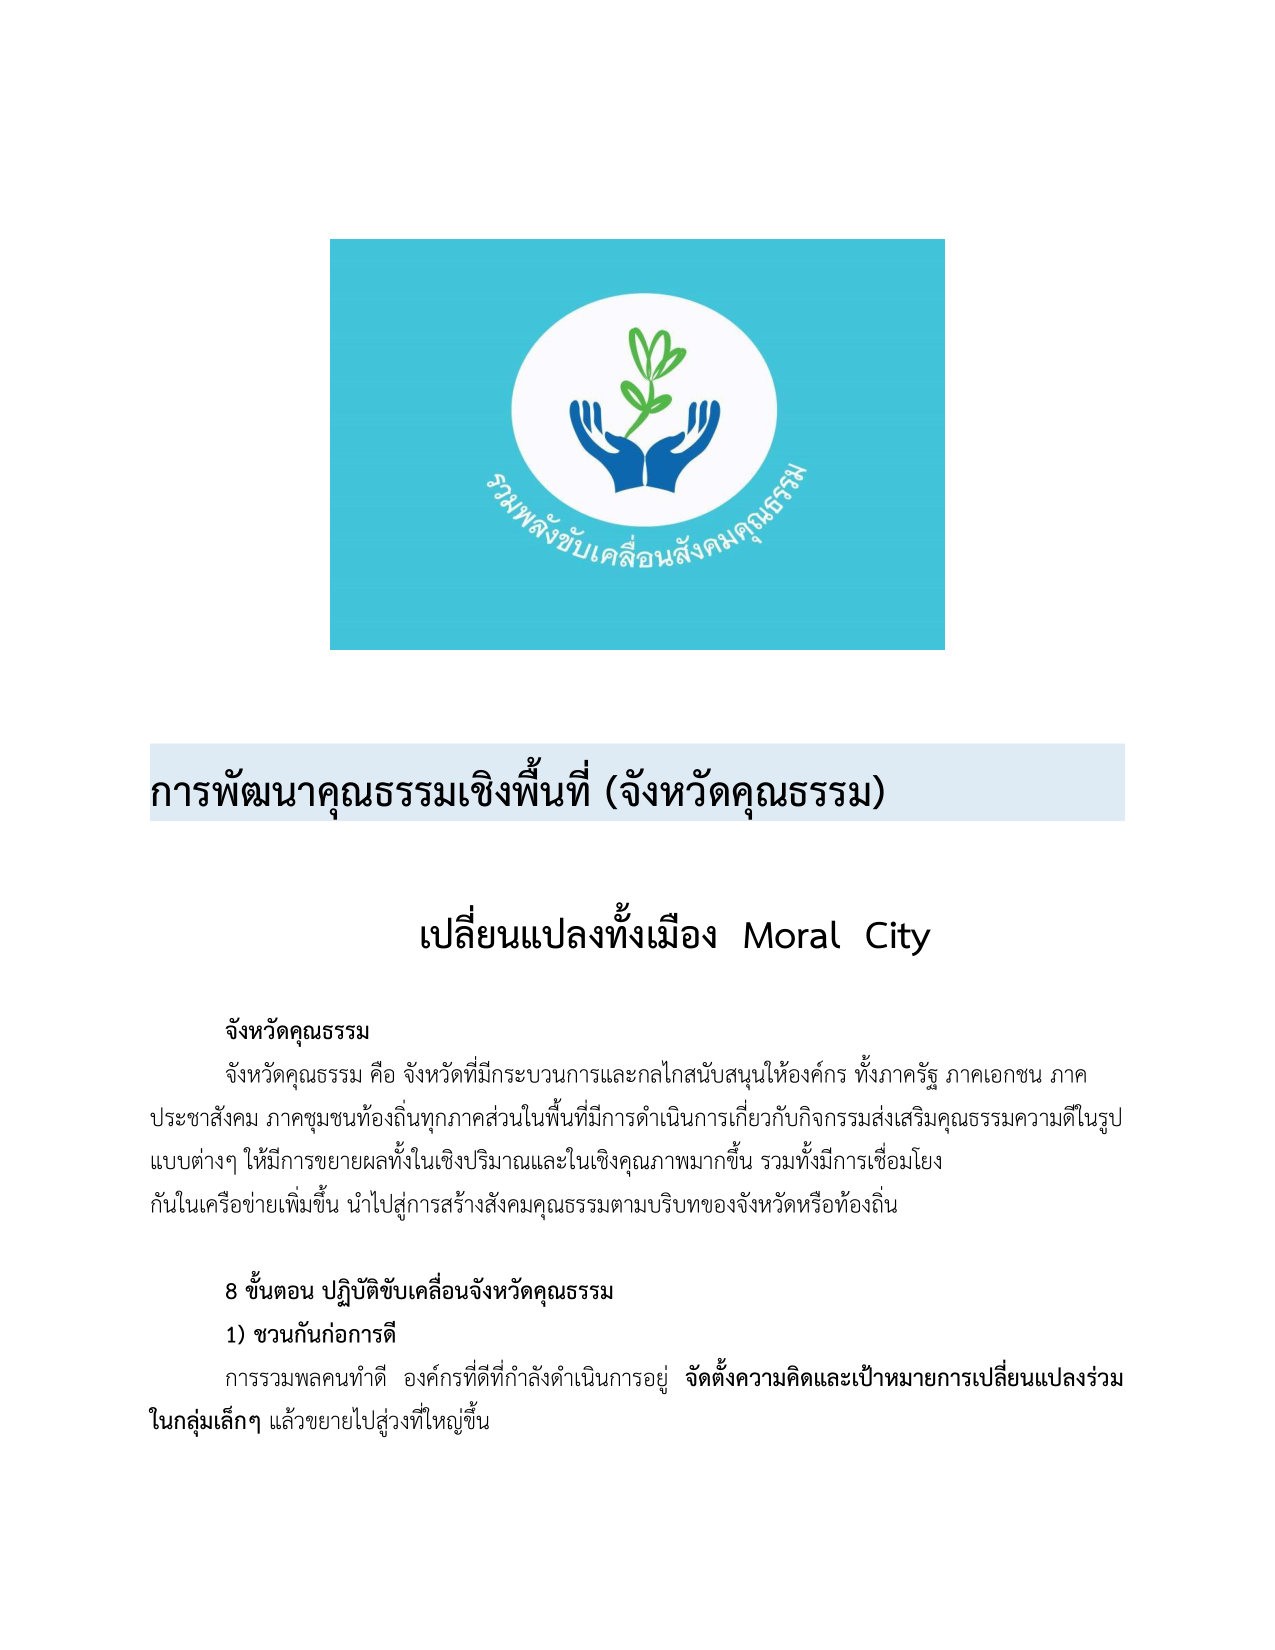 รวมพลังขับเคลื่อนสังคมคุณธรรม
การพัฒนาคุณธรรมเชิงพื้นที่ (จังหวัดคุณธรรม)
เปลี่ยนแปลงทั้งเมือง Moral City
จังหวัดคุณธรรม
จังหวัดคุณธรรม คือ จังหวัดที่มีกระบวนการและกลไกสนับสนุนให้องค์กร ทั้งภาครัฐ ภาคเอกชน ภาค
ประชาสังคม ภาคชุมชนท้องถิ่นทุกภาคส่วนในพื้นที่มีการดำเนินการเกี่ยวกับกิจกรรมส่งเสริมคุณธรรมความดีในรูป
แบบต่างๆ ให้มีการขยายผลทั้งในเชิงปริมาณและในเชิงคุณภาพมากขึ้น รวมทั้งมีการเชื่อมโยง
กันในเครือข่ายเพิ่มขึ้น นำไปสู่การสร้างสังคมคุณธรรมตามบริบทของจังหวัดหรือท้องถิ่น
8 ขั้นตอน ปฏิบัติขับเคลื่อนจังหวัดคุณธรรม
1) ชวนกันก่อการดี
การรวมพลคนทำดี องค์กรที่ดีที่กำลังดำเนินการอยู่ จัดตั้งความคิดและเป้าหมายการเปลี่ยนแปลงร่วม
ในกลุ่มเล็กๆ แล้วขยายไปสู่วงที่ใหญ่ขึ้น